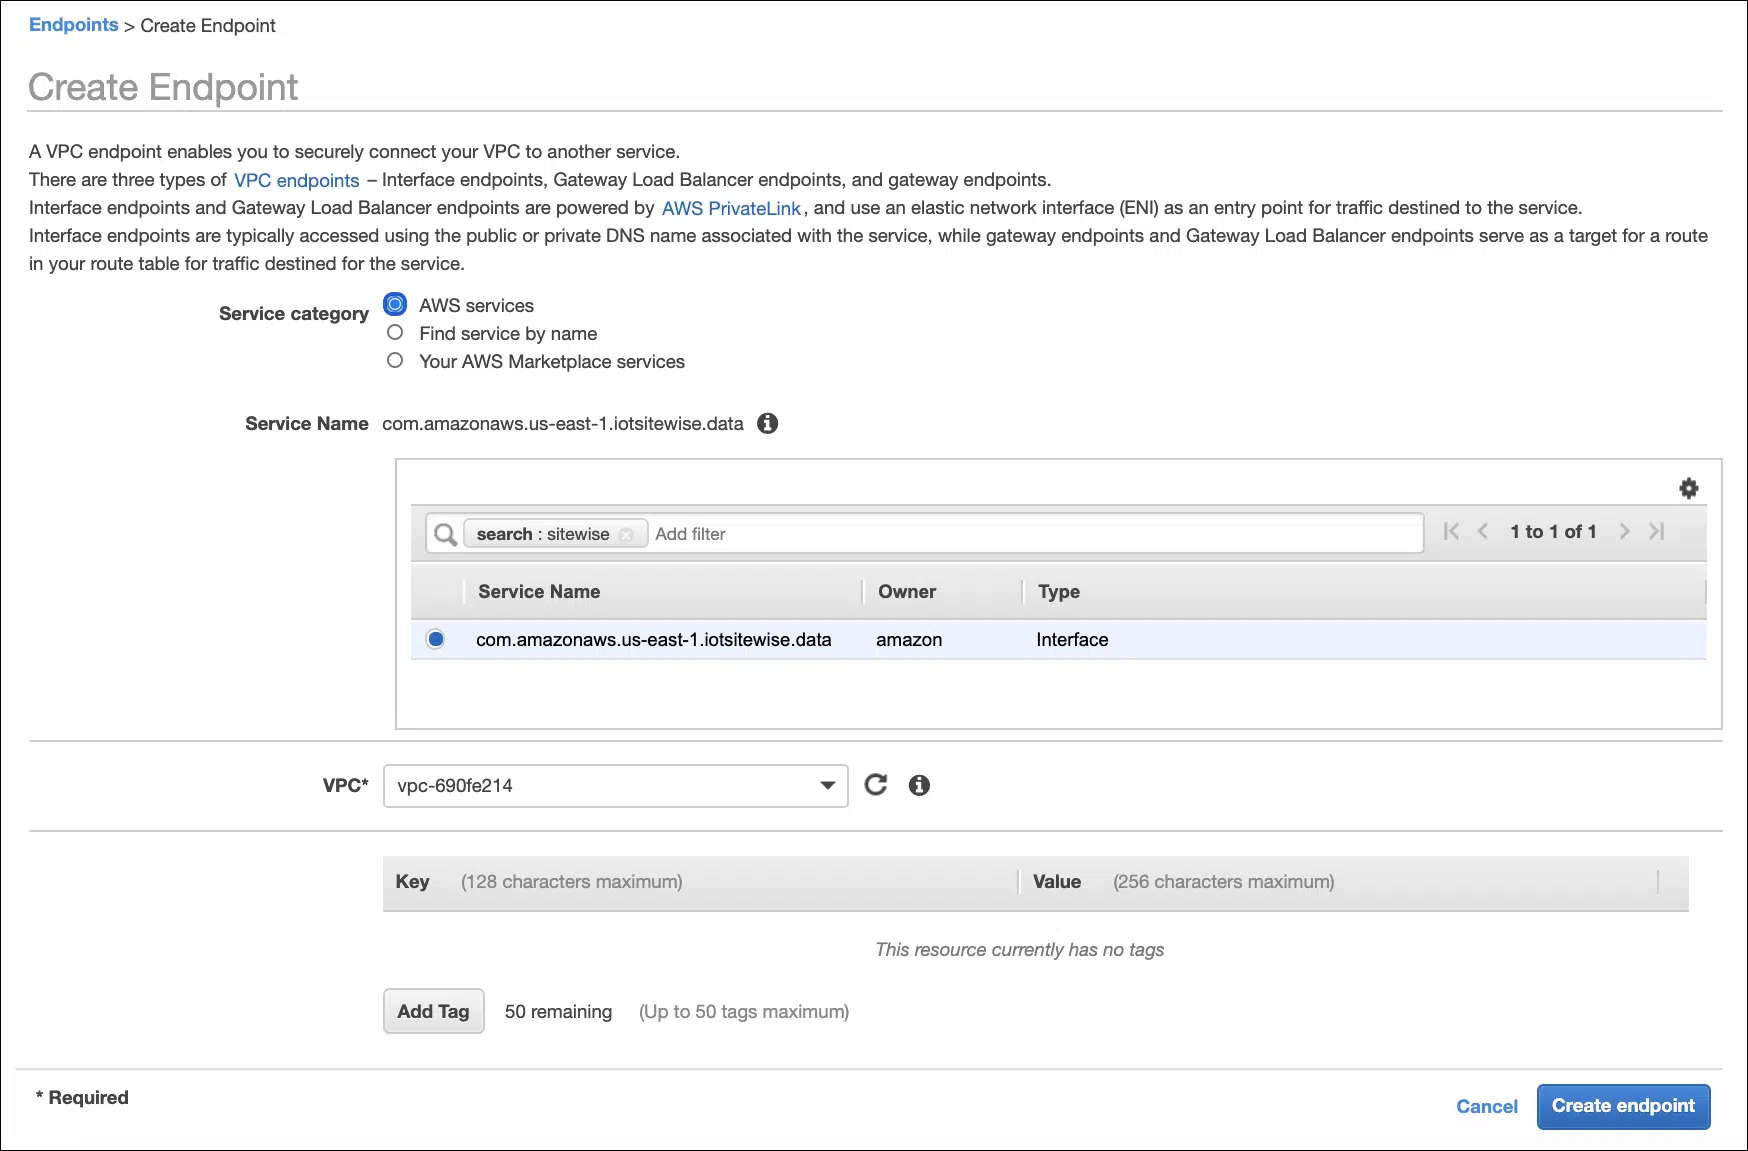 Endpoints > Create Endpoint
Create Endpoint
A VPC endpoint enables you to securely connect your VPC to another service.
There are three types of VPC endpoints – Interface endpoints, Gateway Load Balancer endpoints, and gateway endpoints.
Interface endpoints and Gateway Load Balancer endpoints are powered by AWS PrivateLink, and use an elastic network interface (ENI) as an entry point for traffic destined to the service.
Interface endpoints are typically accessed using the public or private DNS name associated with the service, while gateway endpoints and Gateway Load Balancer endpoints serve as a target for a route
in your route table for traffic destined for the service.
Service category AWS services
Find service by name
Your AWS Marketplace services
Service Name com.amazonaws.us-east-1.iotsitewise.data
search : sitewise Add filter 1 to 1 of 1
Service Name Owner Type
com.amazonaws.us-east-1.iotsitewise.data amazon Interface
VPC* vpc-690fe214
Key (128 characters maximum) Value (256 characters maximum)
This resource currently has no tags
Add Tag 50 remaining (Up to 50 tags maximum)
* Required
Cancel Create endpoint